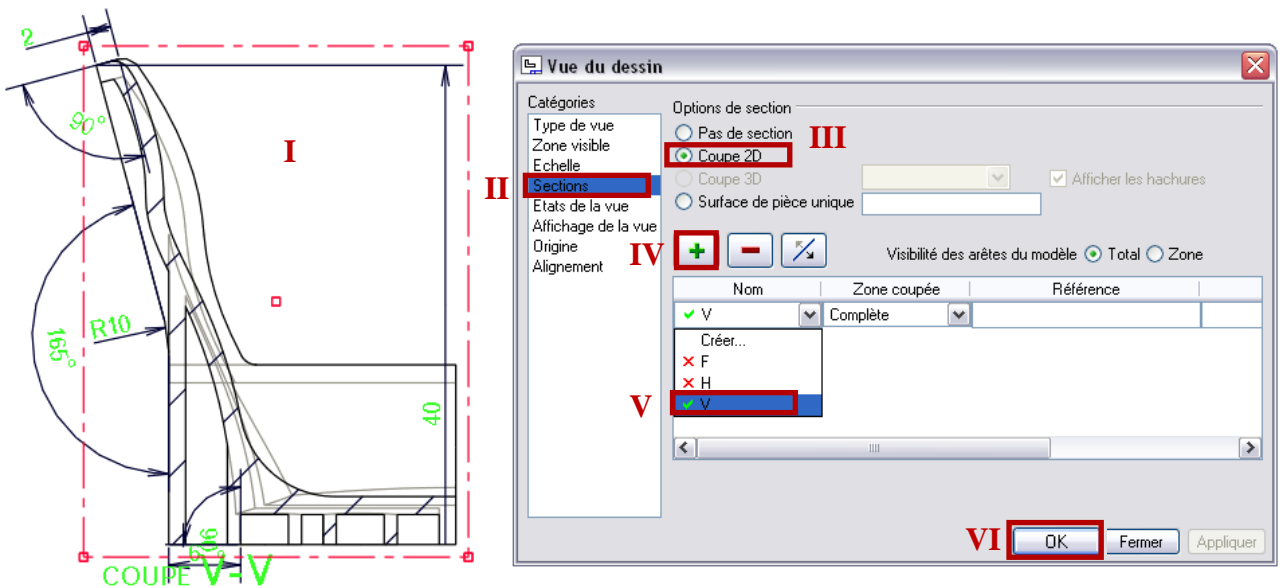 2
90°
I
R10
165°
40
90°
COUPE V-V
Vue du dessin
Catégories
Type de vue
Zone visible
Echelle
II
Sections
Etats de la vue
Affichage de la vue
Origine
Alignement
Options de section
Pas de section
III
Coupe 2D
Coupe 3D
Afficher les hachures
Surface de pièce unique
IV
Visibilité des arêtes du modèle Total Zone
Nom Zone coupée Référence
V Complète
Créer...
F
H
V
V
VI
OK Fermer Appliquer